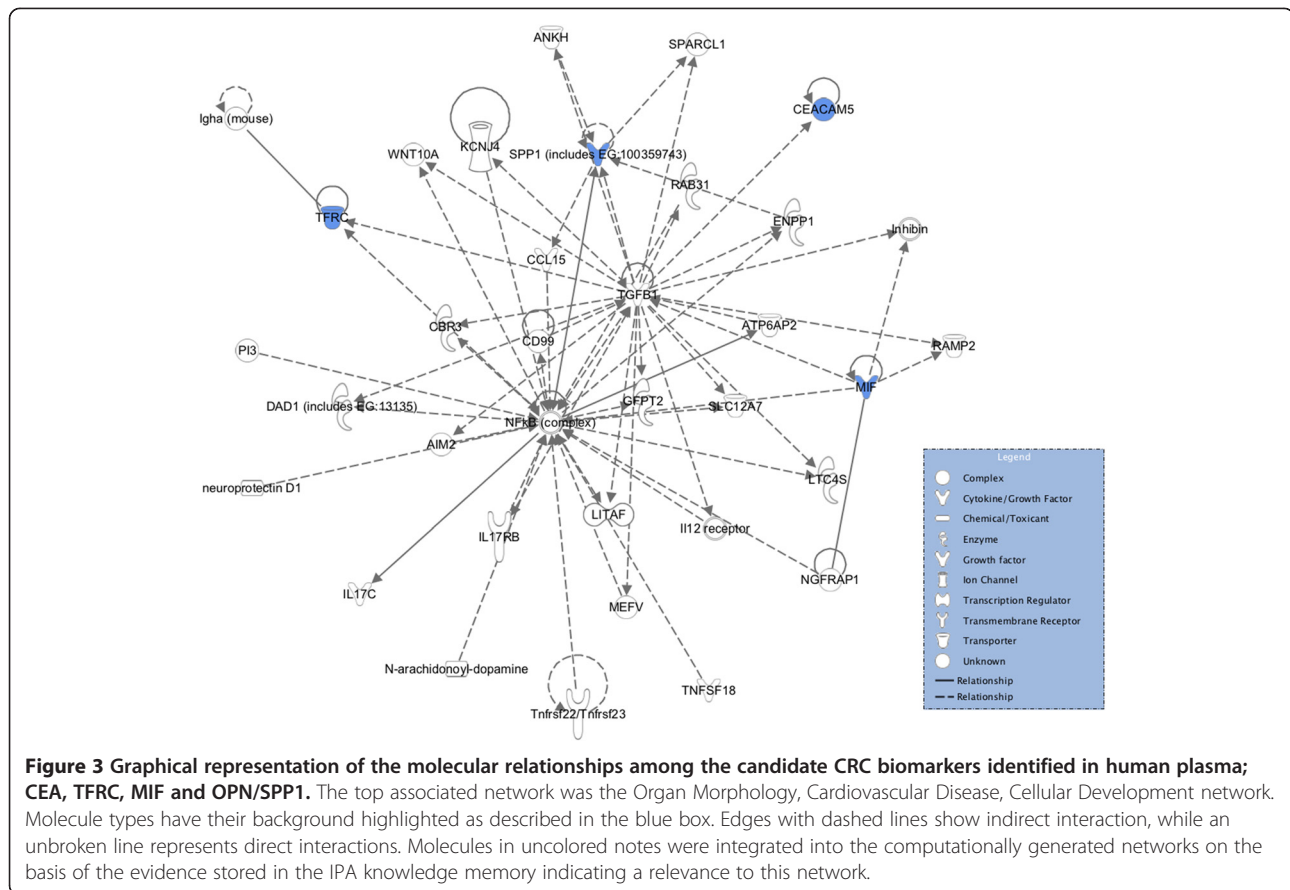 ANKH
SPARCL1
CEACAM5
Igha (mouse)
KCNJ4
WNT10A
SPP1 (includes EG:100359743)
RAB31
TFRC
ENPP1
Inhibin
CCL15
TGFB1
CBR3
CD99
ATP6AP2
RAMP2
PI3
MIF
DAD1 (includes EG:13135)
GFPT2
SLC12A7
NFkB (complex)
AIM2
neuroprotectin D1
LTC4S
LITAF
Il12 receptor
IL17RB
NGFRAP1
IL17C
MEFV
N-arachidonoyl-dopamine
TNFSF18
Tnfrsf22/Tnfrsf23
Legend
Complex
Cytokine/Growth Factor
Chemical/Toxicant
Enzyme
Growth factor
Ion Channel
Transcription Regulator
Transmembrane Receptor
Transporter
Unknown
Relationship
Relationship
Figure 3 Graphical representation of the molecular relationships among the candidate CRC biomarkers identified in human plasma;
CEA, TFRC, MIF and OPN/SPP1. The top associated network was the Organ Morphology, Cardiovascular Disease, Cellular Development network.
Molecule types have their background highlighted as described in the blue box. Edges with dashed lines show indirect interaction, while an
unbroken line represents direct interactions. Molecules in uncolored notes were integrated into the computationally generated networks on the
basis of the evidence stored in the IPA knowledge memory indicating a relevance to this network.